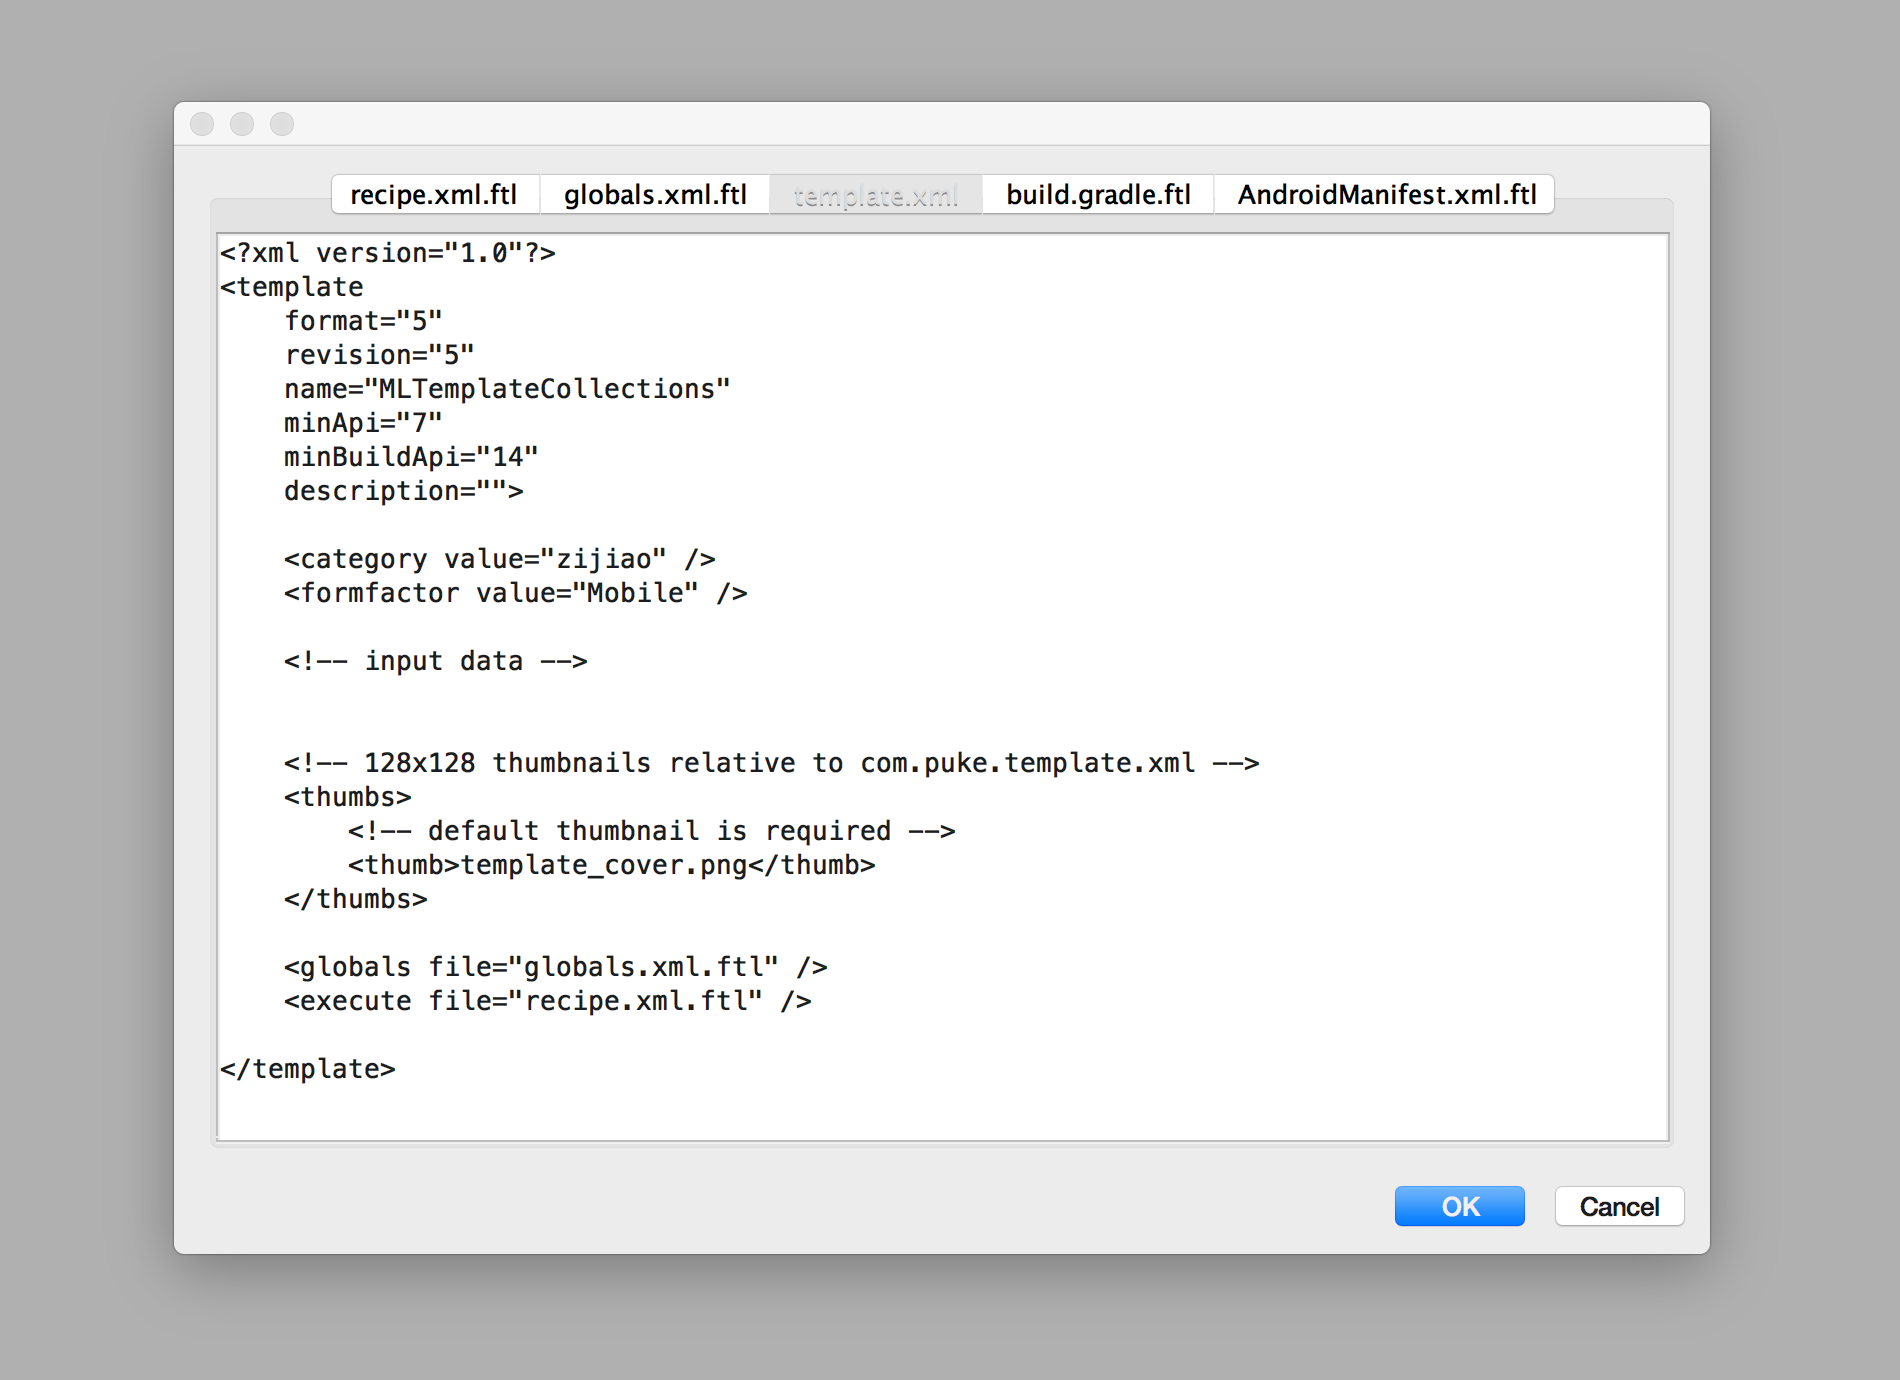 recipe.xml.ftl globals.xml.ftl template.xml build.gradle.ftl AndroidManifest.xml.ftl
<?xml version="1.0"?>
<template
    format="5"
    revision="5"
    name="MLTemplateCollections"
    minApi="7"
    minBuildApi="14"
    description="">
    <category value="zijiao" />
    <formfactor value="Mobile" />
    <!-- input data -->
    <!-- 128x128 thumbnails relative to com.puke.template.xml -->
    <thumbs>
        <!-- default thumbnail is required -->
        <thumb>template_cover.png</thumb>
    </thumbs>
    <globals file="globals.xml.ftl" />
    <execute file="recipe.xml.ftl" />
</template>
OK Cancel